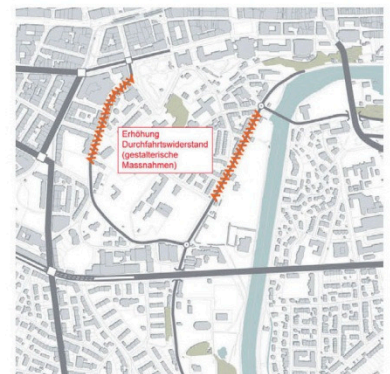 Erhöhung
Durchfahrtswiderstand
(gestalterische
Massnahmen)